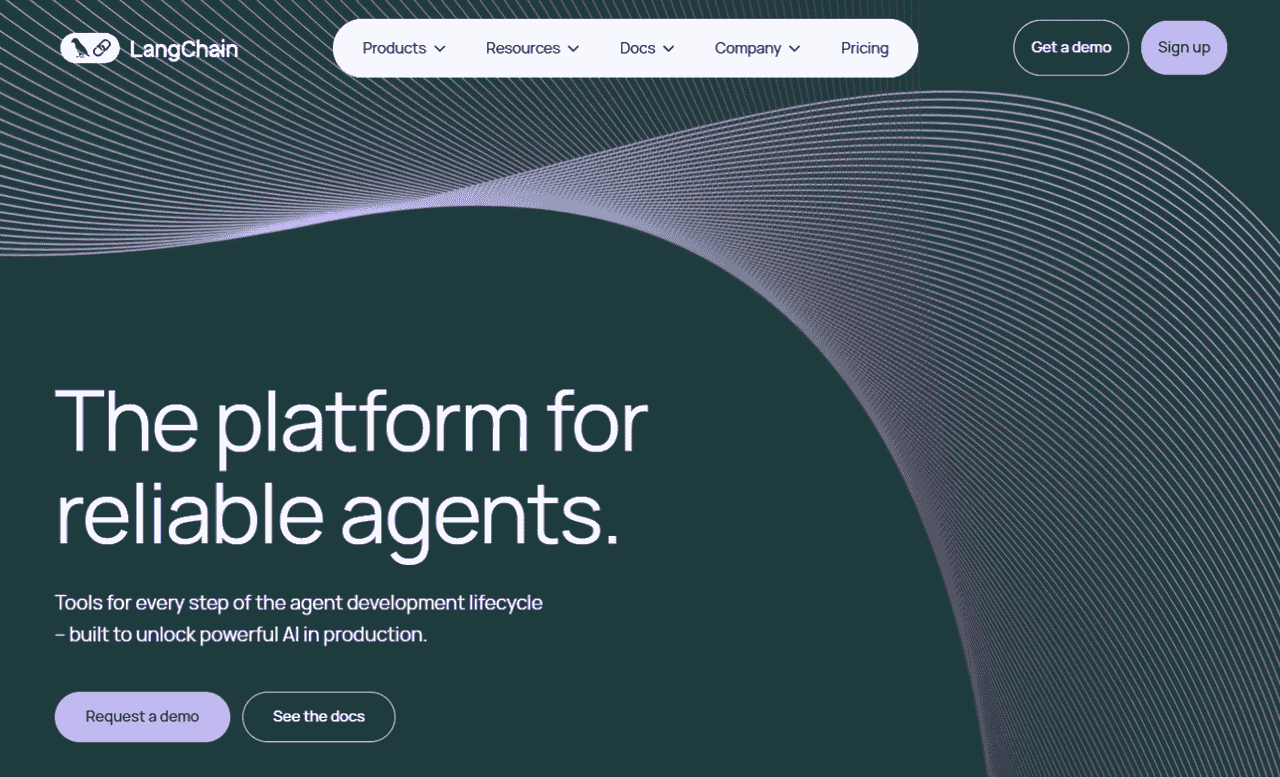 LangChain
Products
Resources
Docs
Company
Pricing
Get a demo
Sign up
The platform for
reliable agents.
Tools for every step of the agent development lifecycle
– built to unlock powerful AI in production.
Request a demo
See the docs